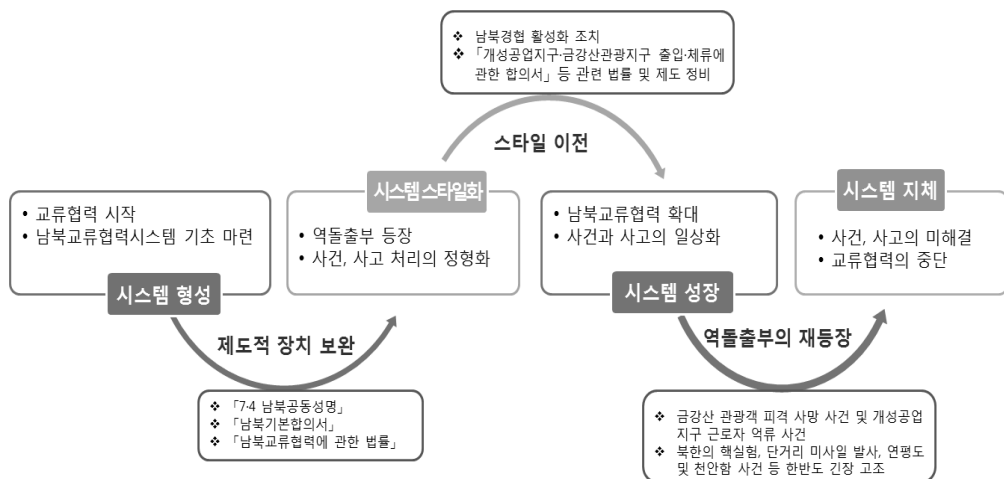 ❖ 남북경협 활성화 조치
❖ 「개성공업지구·금강산관광지구 출입·체류에
관한 합의서」 등 관련 법률 및 제도 정비
스타일 이전
• 교류협력 시작
• 남북교류협력시스템 기초 마련
시스템 형성
시스템 스타일화
• 역돌출부 등장
• 사건, 사고 처리의 정형화
• 남북교류협력 확대
• 사건과 사고의 일상화
시스템 성장
시스템 지체
• 사건, 사고의 미해결
• 교류협력의 중단
제도적 장치 보완
역돌출부의 재등장
❖ 「7·4 남북공동성명」
❖ 「남북기본합의서」
❖ 「남북교류협력에 관한 법률」
❖ 금강산 관광객 피격 사망 사건 및 개성공업
지구 근로자 억류 사건
❖ 북한의 핵실험, 단거리 미사일 발사, 연평도
및 천안함 사건 등 한반도 긴장 고조